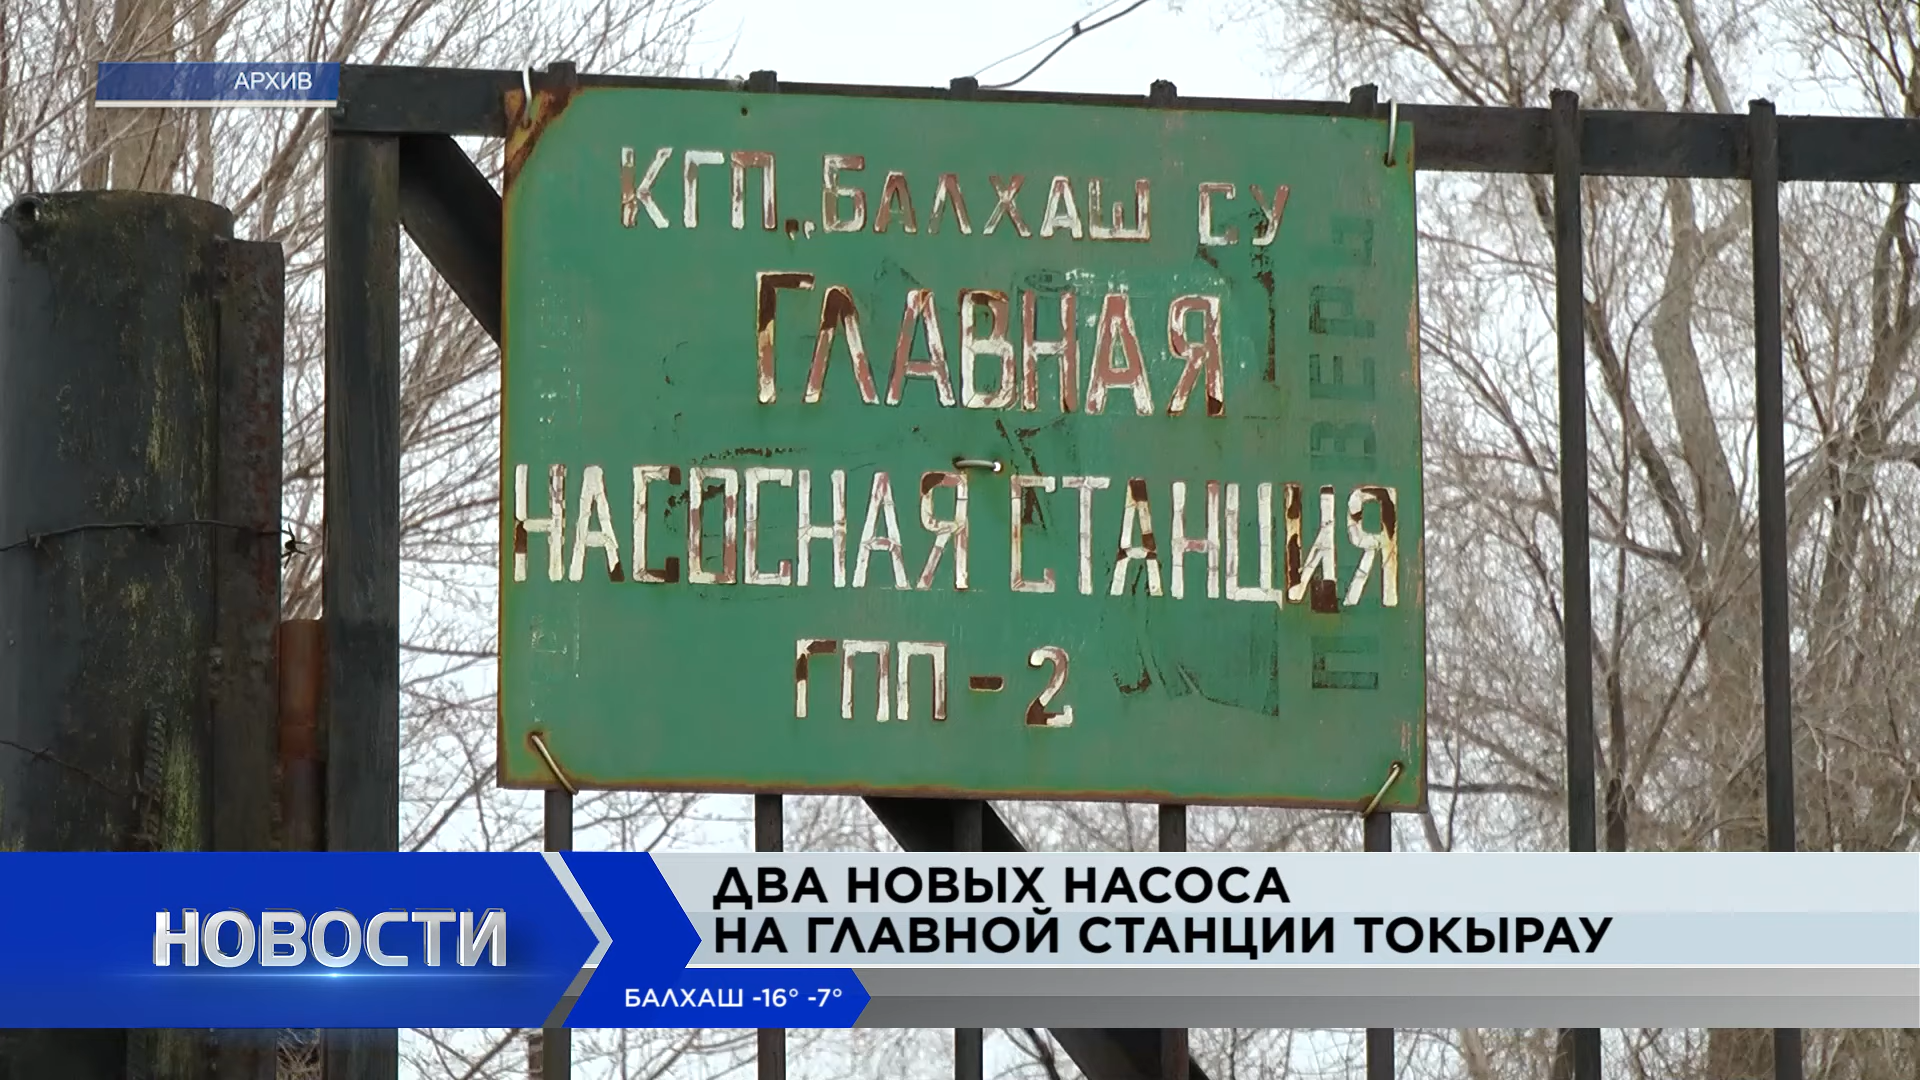 АРХИВ
КГП „БАЛХАШ СУ
ГЛАВНАЯ
НАСОСНАЯ СТАНЦИЯ
ГПП - 2
НОВОСТИ
ДВА НОВЫХ НАСОСА
НА ГЛАВНОЙ СТАНЦИИ ТОКЫРАУ
БАЛХАШ -16° -7°